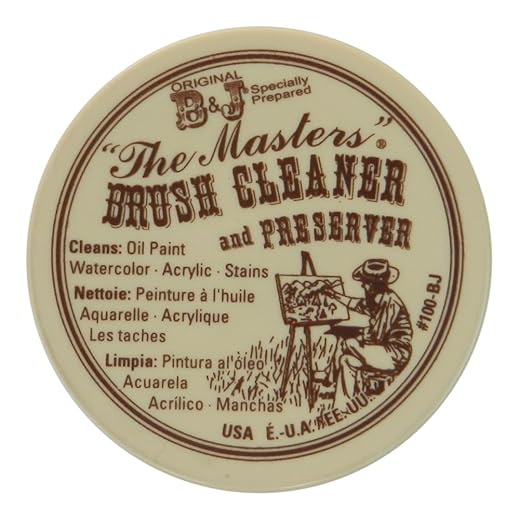 ORIGINAL
B&J® Specially
Prepared
"The Masters"®
BRUSH CLEANER
and PRESERVER
Cleans: Oil Paint
Watercolor · Acrylic · Stains
Nettoie: Peinture à l'huile
Aquarelle · Acrylique
Les taches
Limpia: Pintura al'óleo
Acuarela
Acrílico · Manchas
USA É.-U.A. EE.UU.
#100-BJ